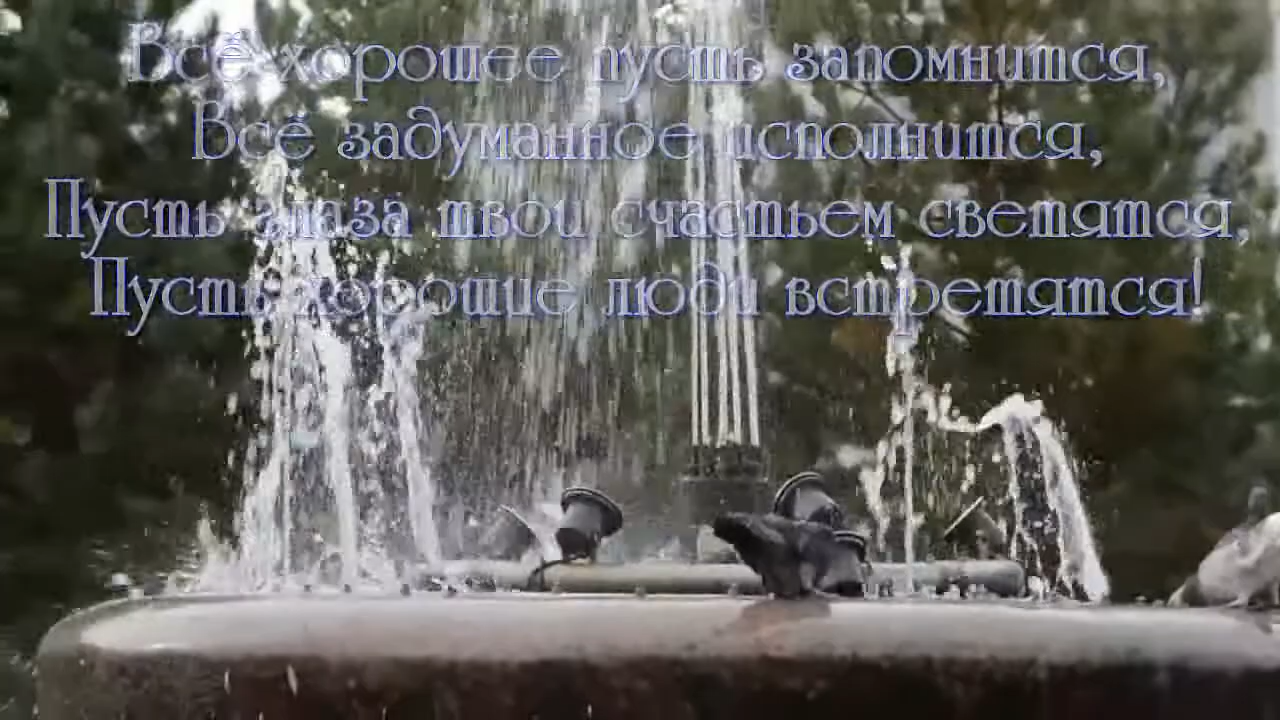 Всё хорошее пусть запомнится,
Всё задуманное исполнится,
Пусть глаза твои счастьем светятся,
Пусть хорошие люди встретятся!